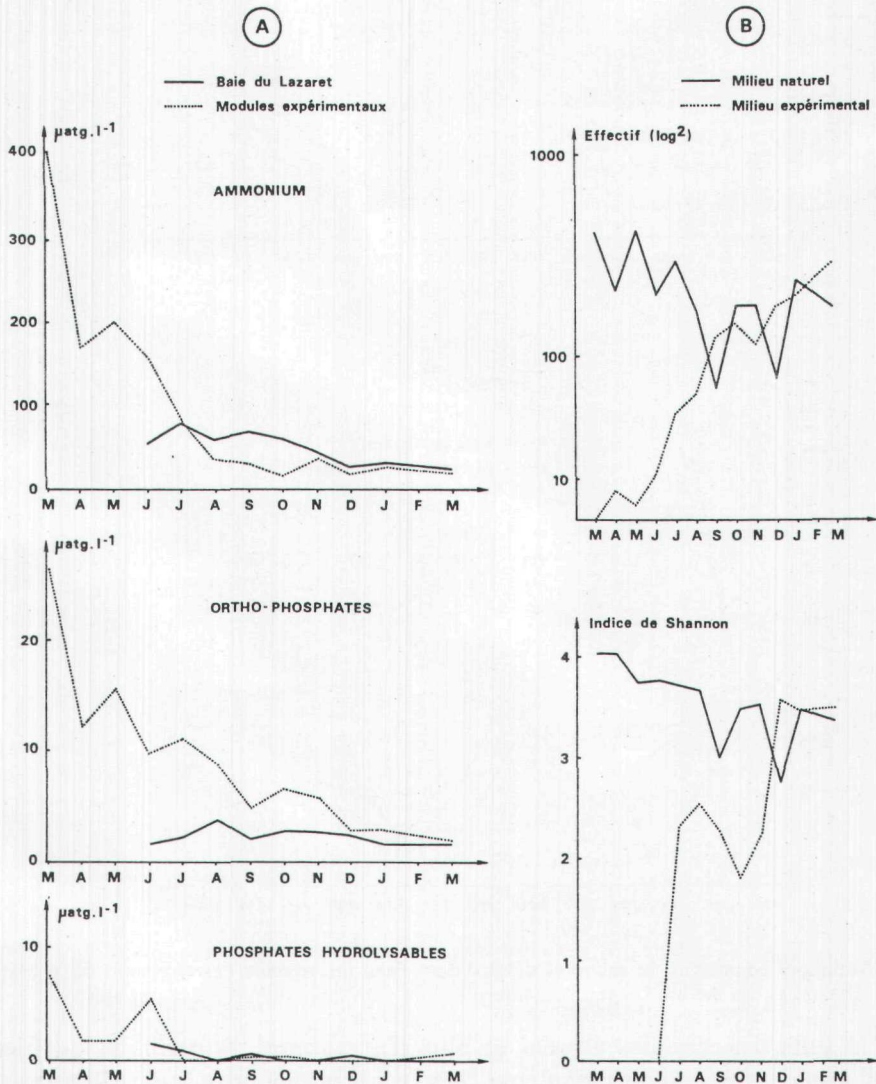 A
Baie du Lazaret
Modules expérimentaux
µatg.l-1
400
300
200
100
0
AMMONIUM
M A M J J A S O N D J F M
µatg.l-1
20
10
0
ORTHO-PHOSPHATES
M A M J J A S O N D J F M
µatg.l-1
10
0
PHOSPHATES HYDROLYSABLES
M A M J J A S O N D J F M
B
Milieu naturel
Milieu expérimental
Effectif (log2)
1000
100
10
M A M J J A S O N D J F M
Indice de Shannon
4
3
2
1
0
M A M J J A S O N D J F M